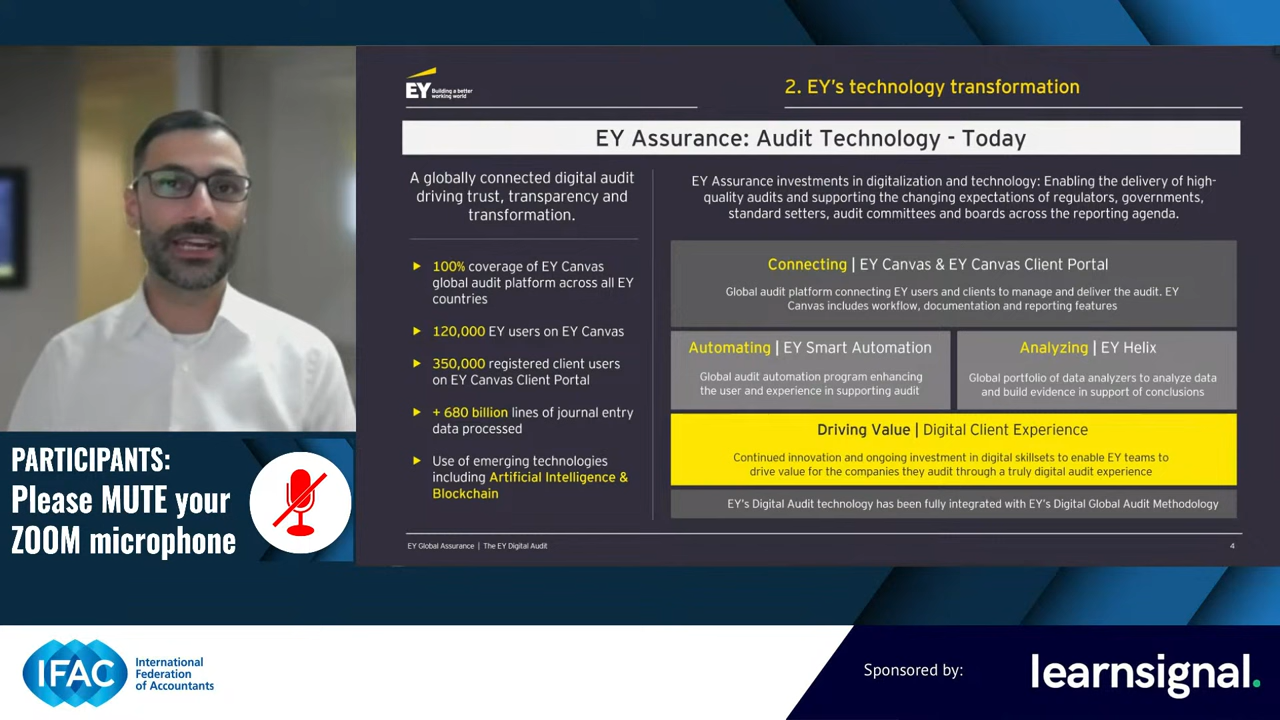 EY
Building a better
working world
2. EY's technology transformation
EY Assurance: Audit Technology - Today
A globally connected digital audit
driving trust, transparency and
transformation.
100% coverage of EY Canvas
global audit platform across all EY
countries
120,000 EY users on EY Canvas
350,000 registered client users
on EY Canvas Client Portal
+ 680 billion lines of journal entry
data processed
Use of emerging technologies
including Artificial Intelligence &
Blockchain
EY Assurance investments in digitalization and technology: Enabling the delivery of high-
quality audits and supporting the changing expectations of regulators, governments,
standard setters, audit committees and boards across the reporting agenda.
Connecting | EY Canvas & EY Canvas Client Portal
Global audit platform connecting EY users and clients to manage and deliver the audit. EY
Canvas includes workflow, documentation and reporting features
Automating | EY Smart Automation
Global audit automation program enhancing
the user and experience in supporting audit
Analyzing | EY Helix
Global portfolio of data analyzers to analyze data
and build evidence in support of conclusions
Driving Value | Digital Client Experience
Continued innovation and ongoing investment in digital skillsets to enable EY teams to
drive value for the companies they audit through a truly digital audit experience
EY's Digital Audit technology has been fully integrated with EY's Digital Global Audit Methodology
EY Global Assurance | The EY Digital Audit
4
PARTICIPANTS:
Please MUTE your
ZOOM microphone
IFAC
International
Federation
of Accountants
Sponsored by:
learnsignal.